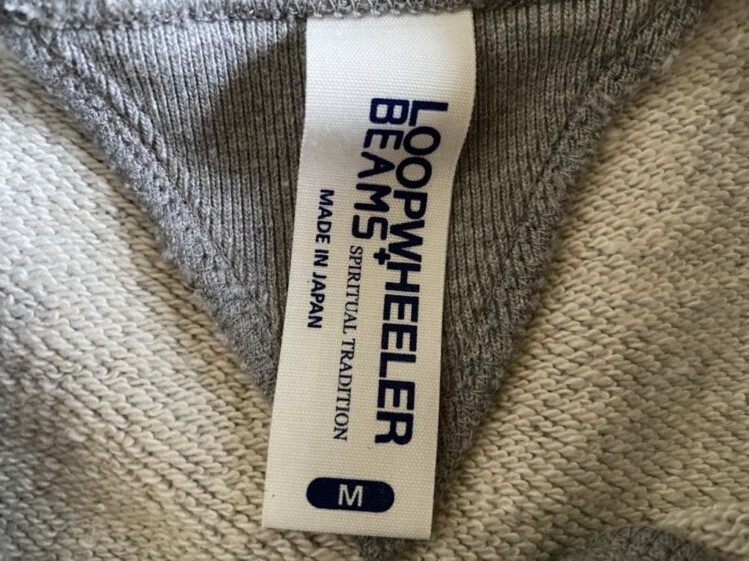 LOOPWHEELER
BEAMS+
SPIRITUAL TRADITION
MADE IN JAPAN
M